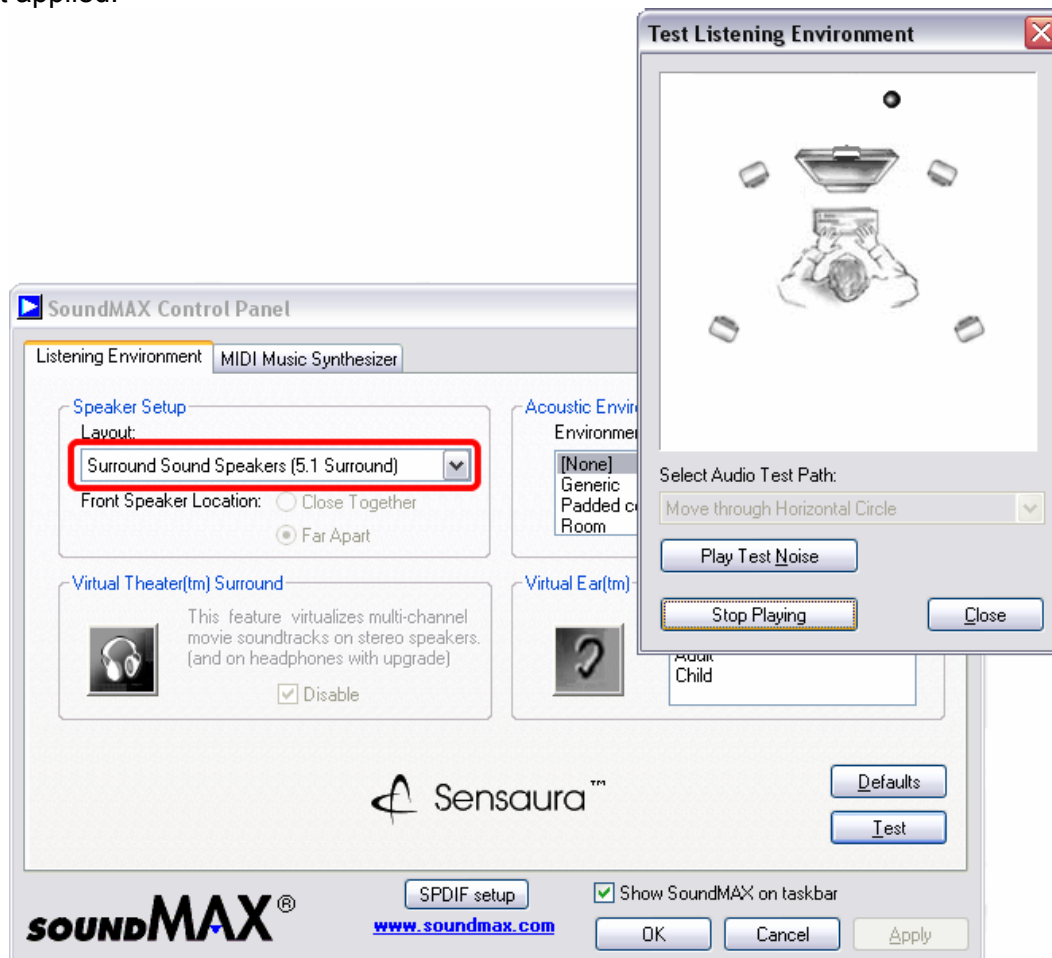 applied.
Test Listening Environment
Select Audio Test Path:
Move through Horizontal Circle
Play Test Noise
Stop Playing
Close
SoundMAX Control Panel
Listening Environment
MIDI Music Synthesizer
Speaker Setup
Layout:
Surround Sound Speakers (5.1 Surround)
Front Speaker Location:
Close Together
Far Apart
Acoustic
[None]
Generic
Padded
Room
Virtual Theater(tm) Surround
This feature virtualizes multi-channel
movie soundtracks on stereo speakers.
(and on headphones with upgrade)
Disable
Virtual Ear(tm)
Adult
Child
Sensaura™
Defaults
Test
SOUNDMAX®
SPDIF setup
www.soundmax.com
Show SoundMAX on taskbar
OK
Cancel
Apply